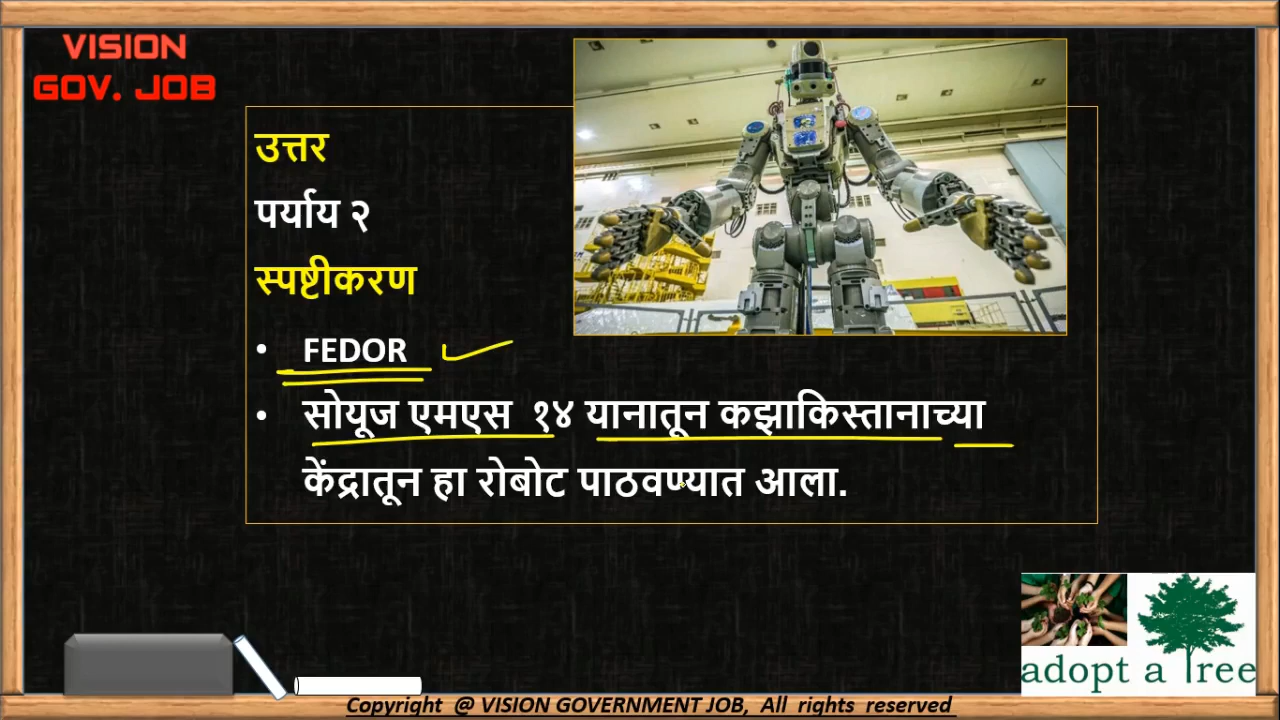 VISION
GOV. JOB
उत्तर
पर्याय २
स्पष्टीकरण
• FEDOR
• सोयूज एमएस १४ यानातून कझाकिस्तानाच्या
केंद्रातून हा रोबोट पाठवण्यात आला.
adopt a Tree
Copyright @ VISION GOVERNMENT JOB, All rights reserved